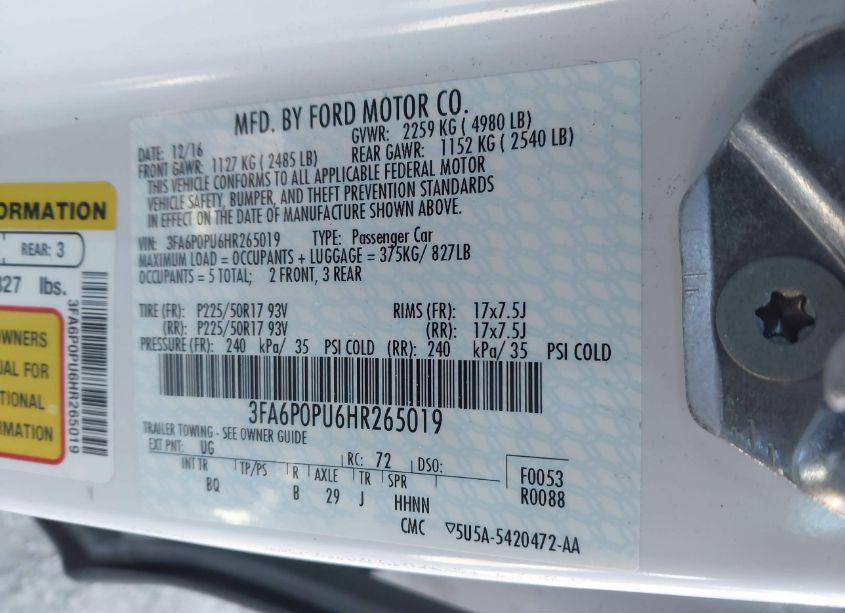 MFD. BY FORD MOTOR CO.
DATE: 12/16 GVWR: 2259 KG ( 4980 LB)
FRONT GAWR: 1127 KG ( 2485 LB) REAR GAWR: 1152 KG ( 2540 LB)
THIS VEHICLE CONFORMS TO ALL APPLICABLE FEDERAL MOTOR
VEHICLE SAFETY, BUMPER, AND THEFT PREVENTION STANDARDS
IN EFFECT ON THE DATE OF MANUFACTURE SHOWN ABOVE.
VIN: 3FA6P0PU6HR265019 TYPE: Passenger Car
MAXIMUM LOAD = OCCUPANTS + LUGGAGE = 375KG/ 827LB
OCCUPANTS = 5 TOTAL; 2 FRONT, 3 REAR
TIRE (FR): P225/50R17 93V RIMS (FR): 17x7.5J
(RR): P225/50R17 93V (RR): 17x7.5J
PRESSURE (FR): 240 kPa/ 35 PSI COLD (RR): 240 kPa/ 35 PSI COLD
3FA6P0PU6HR265019
TRAILER TOWING - SEE OWNER GUIDE
EXT PNT: UG RC: 72 DSO:
INT TR TP/PS R AXLE TR SPR F0053
BQ B 29 J HHNN R0088
CMC ▽5U5A-5420472-AA
ORMATION
REAR: 3
827 lbs.
3FA6P0PU6HR265019
OWNERS
UAL FOR
TIONAL
RMATION